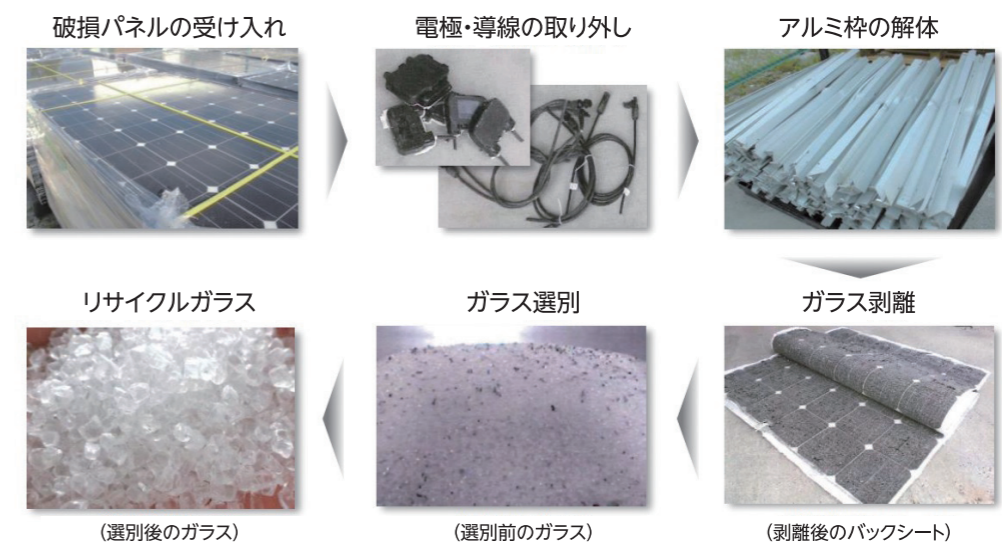 破損パネルの受け入れ
電極・導線の取り外し
アルミ枠の解体
ガラス剥離
(剥離後のバックシート)
ガラス選別
(選別前のガラス)
リサイクルガラス
(選別後のガラス)